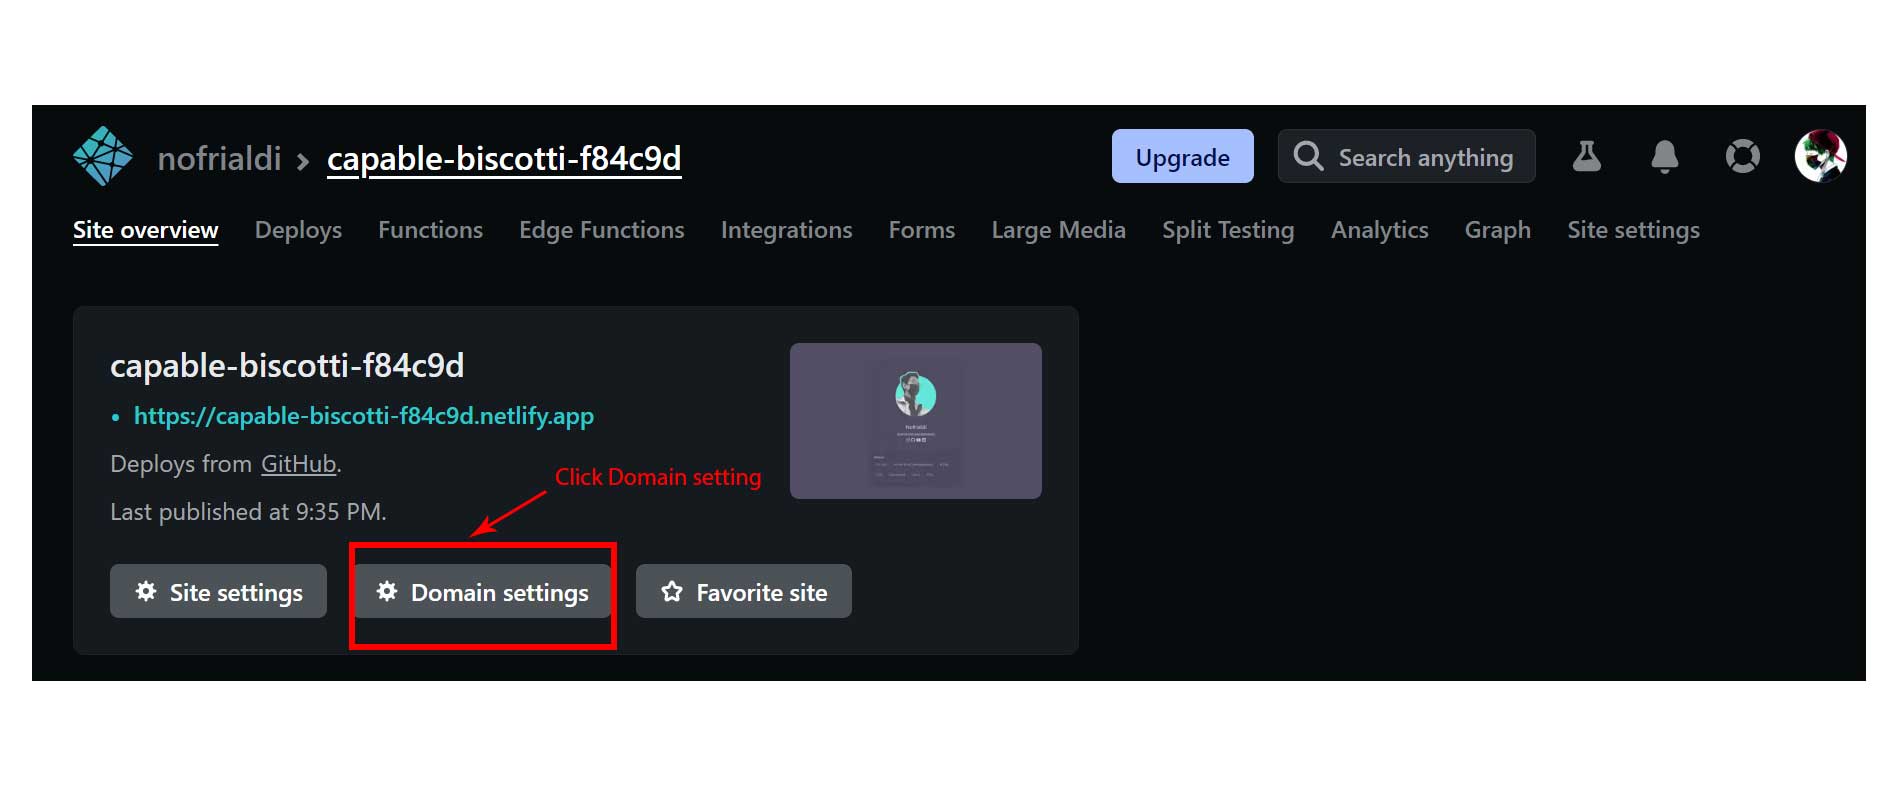 nofrialdi > capable-biscotti-f84c9d
Upgrade
Search anything
Site overview Deploys Functions Edge Functions Integrations Forms Large Media Split Testing Analytics Graph Site settings
capable-biscotti-f84c9d
• https://capable-biscotti-f84c9d.netlify.app
Deploys from GitHub.
Last published at 9:35 PM.
Click Domain setting
Nofrialdi
Site settings
Domain settings
Favorite site